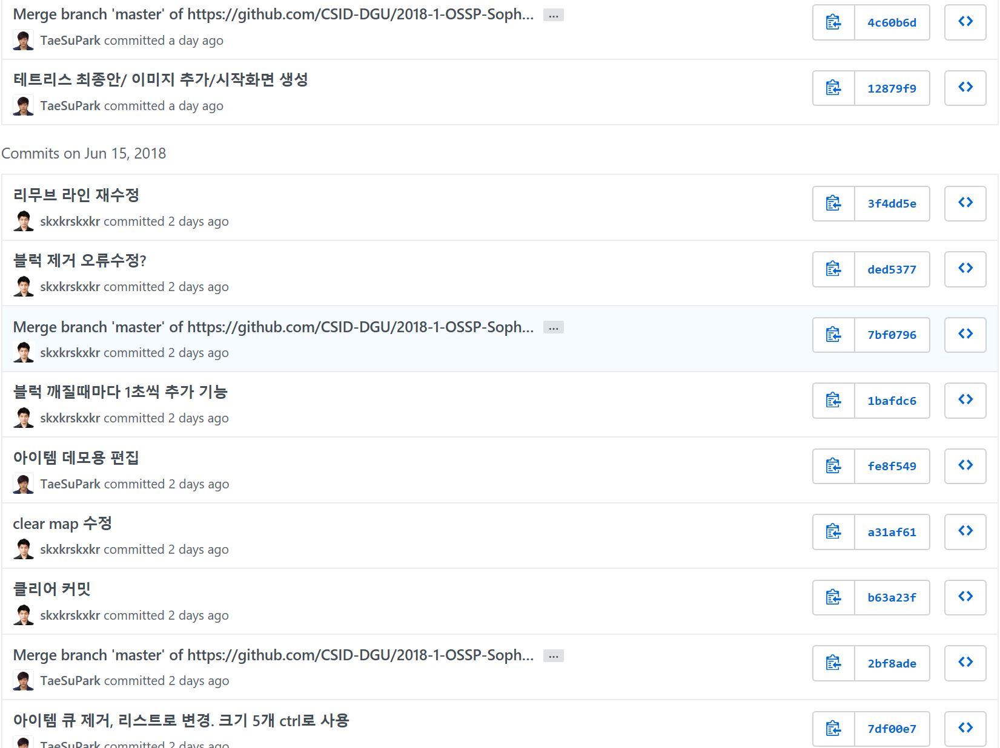 Merge branch 'master' of https://github.com/CSID-DGU/2018-1-OSSP-Soph... ...
4c60b6d
TaeSuPark committed a day ago
테트리스 최종안/ 이미지 추가/시작화면 생성
12879f9
TaeSuPark committed a day ago
Commits on Jun 15, 2018
리무브 라인 재수정
3f4dd5e
skxkrskxkr committed 2 days ago
블럭 제거 오류수정?
ded5377
skxkrskxkr committed 2 days ago
Merge branch 'master' of https://github.com/CSID-DGU/2018-1-OSSP-Soph... ...
7bf0796
skxkrskxkr committed 2 days ago
블럭 깨질때마다 1초씩 추가 기능
1bafdc6
skxkrskxkr committed 2 days ago
아이템 데모용 편집
fe8f549
TaeSuPark committed 2 days ago
clear map 수정
a31af61
skxkrskxkr committed 2 days ago
클리어 커밋
b63a23f
skxkrskxkr committed 2 days ago
Merge branch 'master' of https://github.com/CSID-DGU/2018-1-OSSP-Soph... ...
2bf8ade
TaeSuPark committed 2 days ago
아이템 큐 제거, 리스트로 변경. 크기 5개 ctrl로 사용
7df00e7
TaeSuPark committed 2 days ago